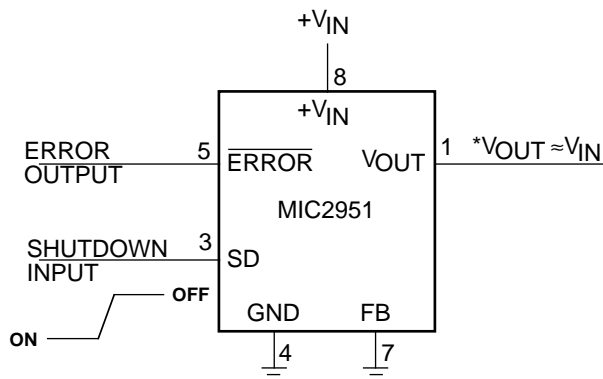 +VIN
8
+VIN
ERROR
OUTPUT
5
ERROR
VOUT
1
*VOUT ≈VIN
MIC2951
SHUTDOWN
INPUT
3
SD
OFF
ON
GND
FB
4
7